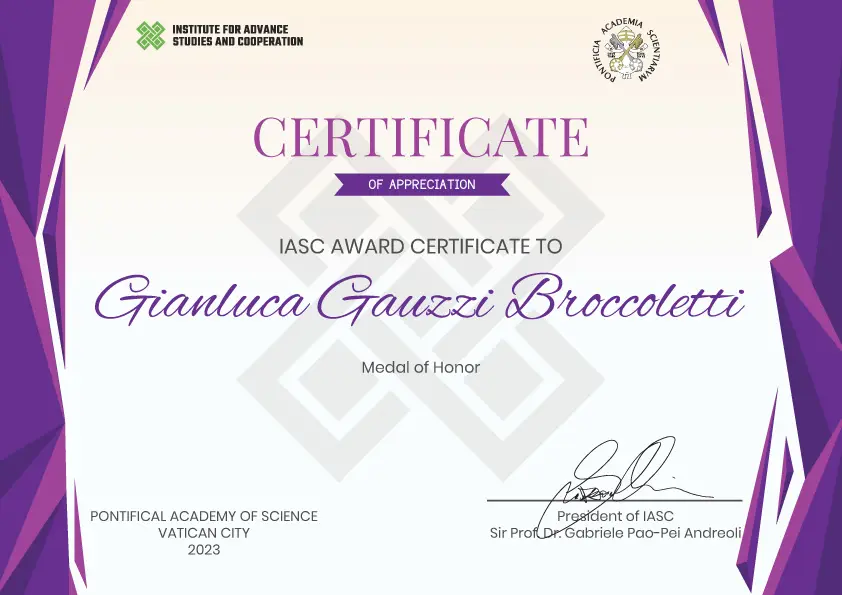 INSTITUTE FOR ADVANCE
STUDIES AND COOPERATION
PONTIFICIA ACADEMIA SCIENTIARVM
CERTIFICATE
OF APPRECIATION
IASC AWARD CERTIFICATE TO
Gianluca Gauzzi Broccoletti
Medal of Honor
PONTIFICAL ACADEMY OF SCIENCE
VATICAN CITY
2023
President of IASC
Sir Prof. Dr. Gabriele Pao-Pei Andreoli